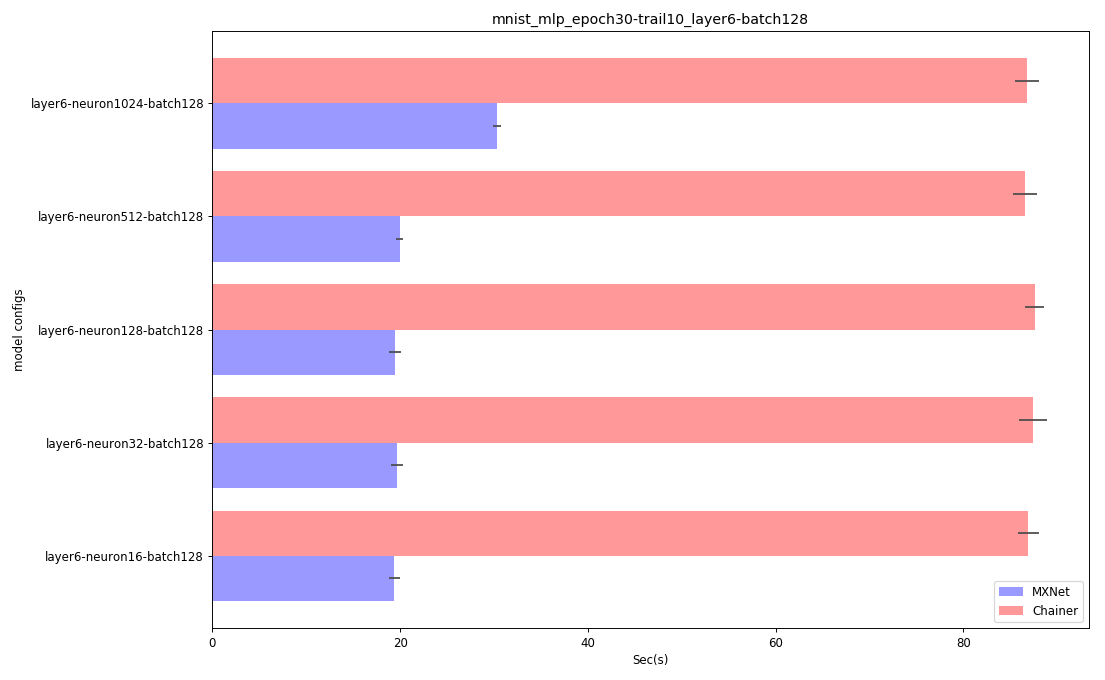 mnist_mlp_epoch30-trail10_layer6-batch128
layer6-neuron1024-batch128
layer6-neuron512-batch128
layer6-neuron128-batch128
layer6-neuron32-batch128
layer6-neuron16-batch128
model configs
MXNet
Chainer
0 20 40 60 80
Sec(s)